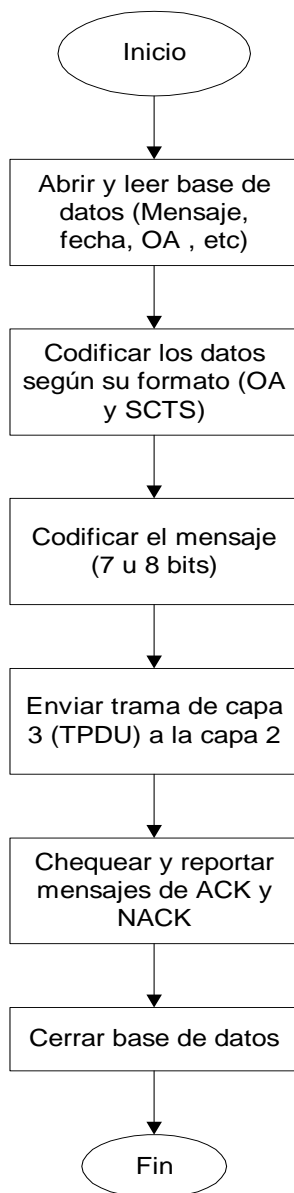 Inicio
Abrir y leer base de
datos (Mensaje,
fecha, OA , etc)
Codificar los datos
según su formato (OA
y SCTS)
Codificar el mensaje
(7 u 8 bits)
Enviar trama de capa
3 (TPDU) a la capa 2
Chequear y reportar
mensajes de ACK y
NACK
Cerrar base de datos
Fin